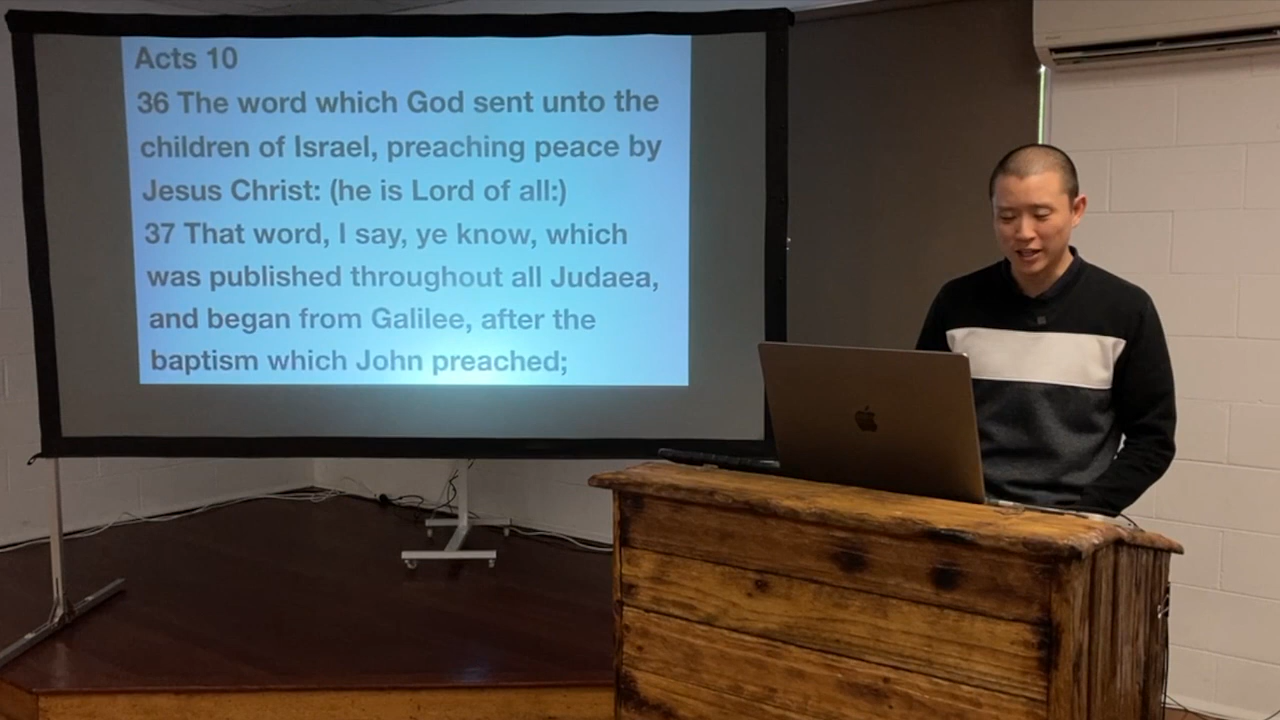 Acts 10
36 The word which God sent unto the
children of Israel, preaching peace by
Jesus Christ: (he is Lord of all:)
37 That word, I say, ye know, which
was published throughout all Judaea,
and began from Galilee, after the
baptism which John preached;